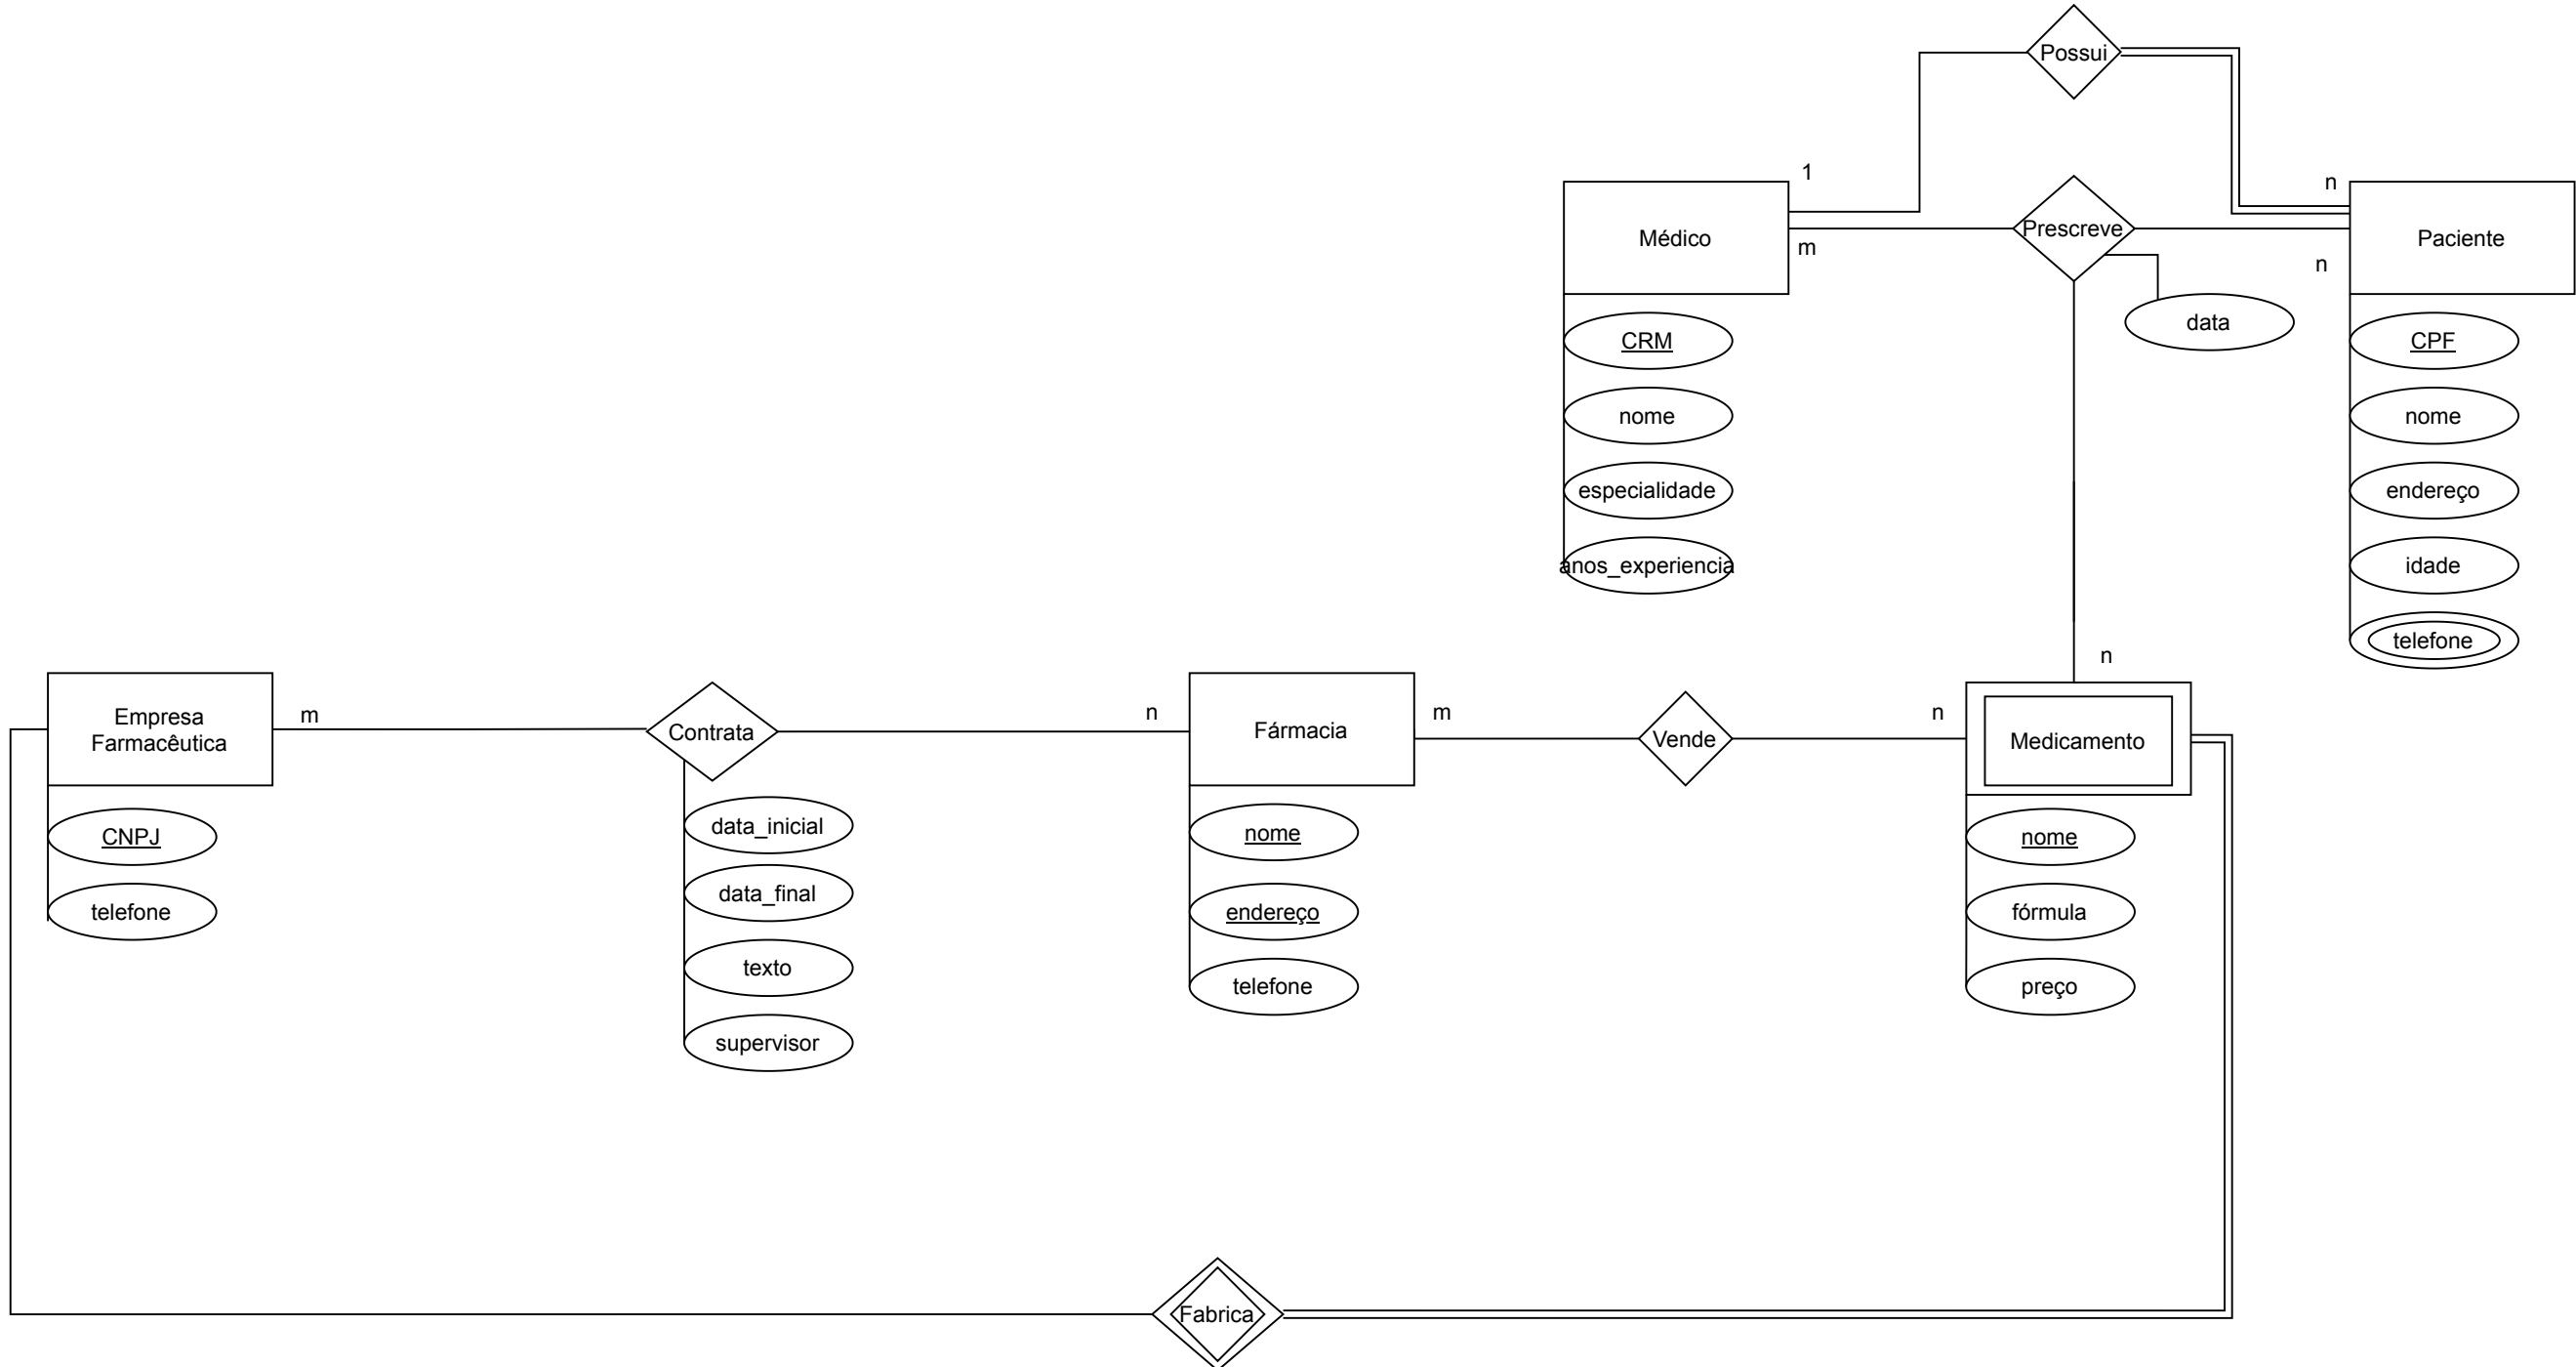 Possui
1
n
Médico
Prescreve
Paciente
m
n
data
CRM
CPF
nome
nome
especialidade
endereço
anos_experiencia
idade
telefone
n
Empresa
Farmacêutica
m
Contrata
n
Fármacia
m
Vende
n
Medicamento
CNPJ
telefone
data_inicial
data_final
texto
supervisor
nome
endereço
telefone
nome
fórmula
preço
Fabrica